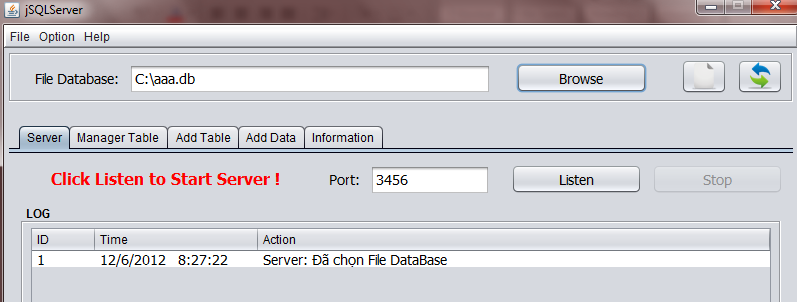 jSQLServer
File Option Help
File Database: C:\aaa.db Browse
Server Manager Table Add Table Add Data Information
Click Listen to Start Server ! Port: 3456 Listen Stop
LOG
ID Time Action
1 12/6/2012 8:27:22 Server: Đã chọn File DataBase